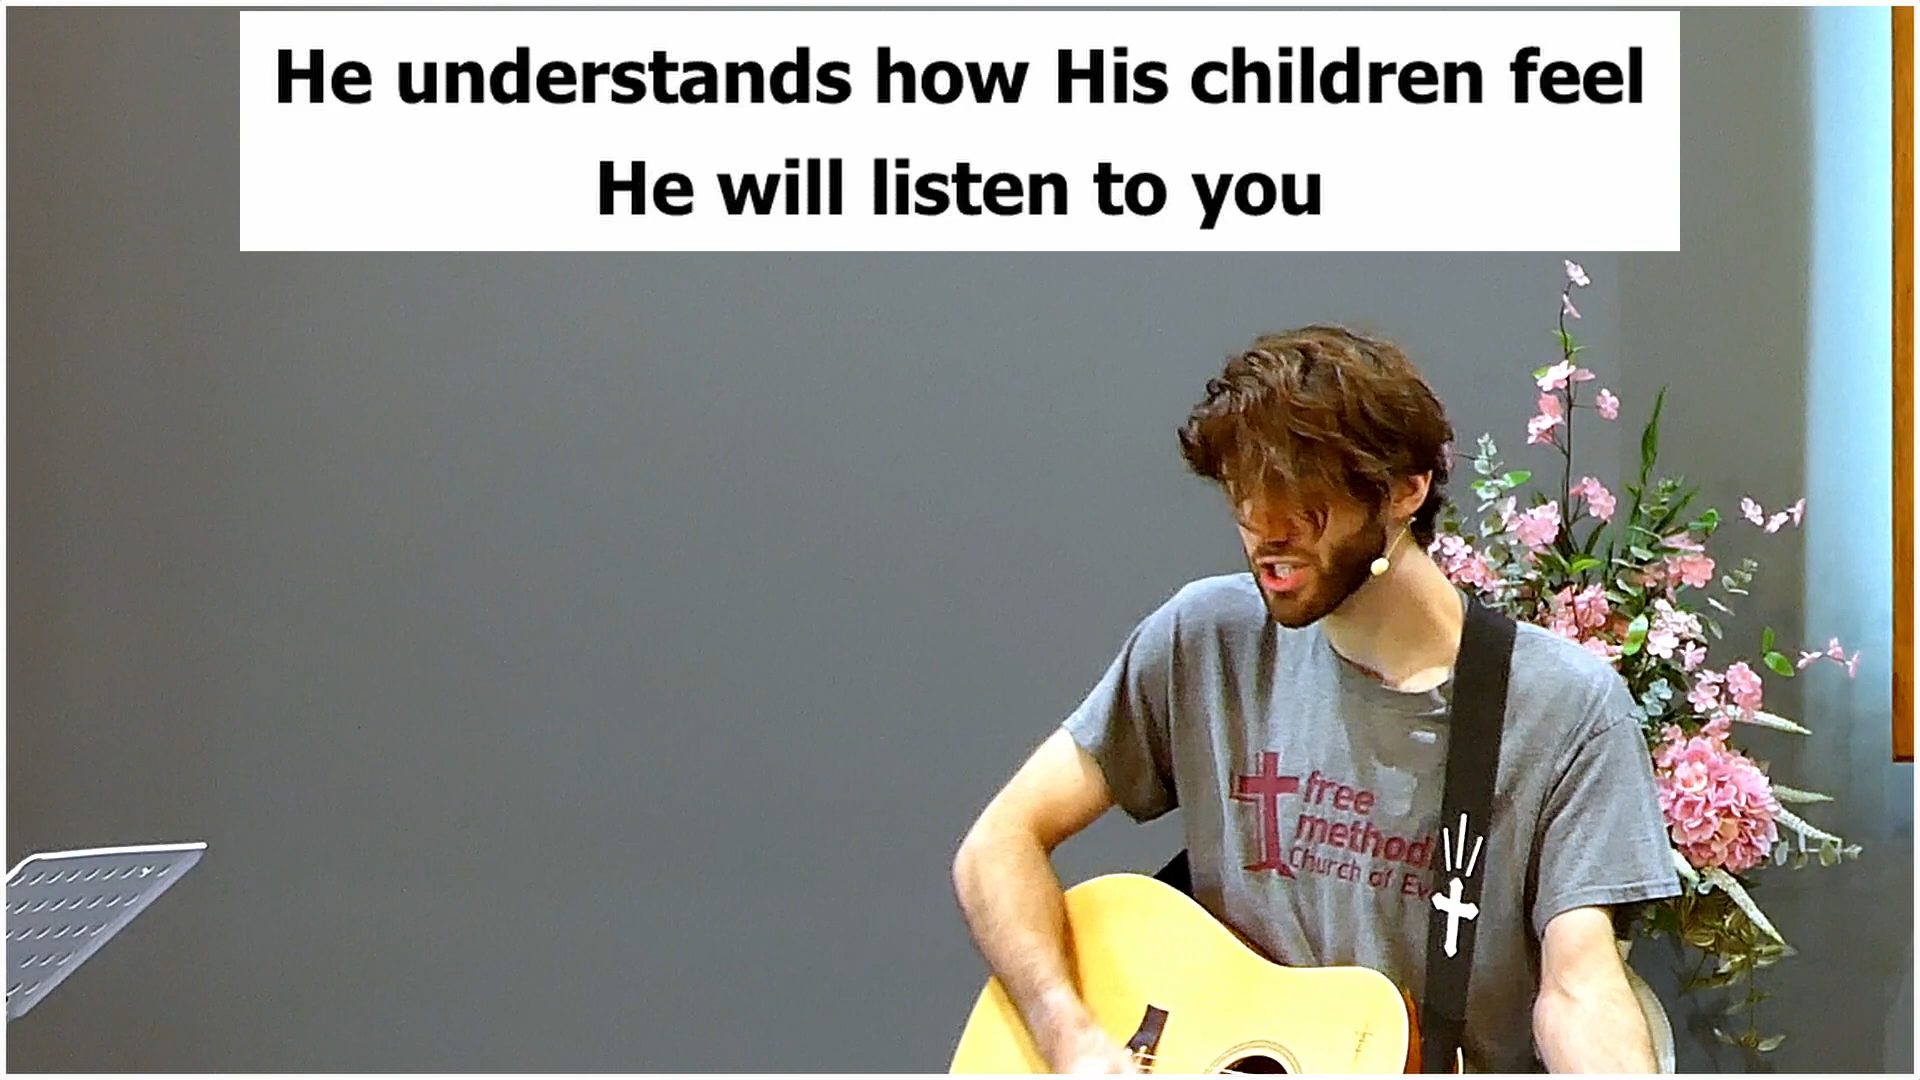 He understands how His children feel
He will listen to you
free
method
Church of Ev